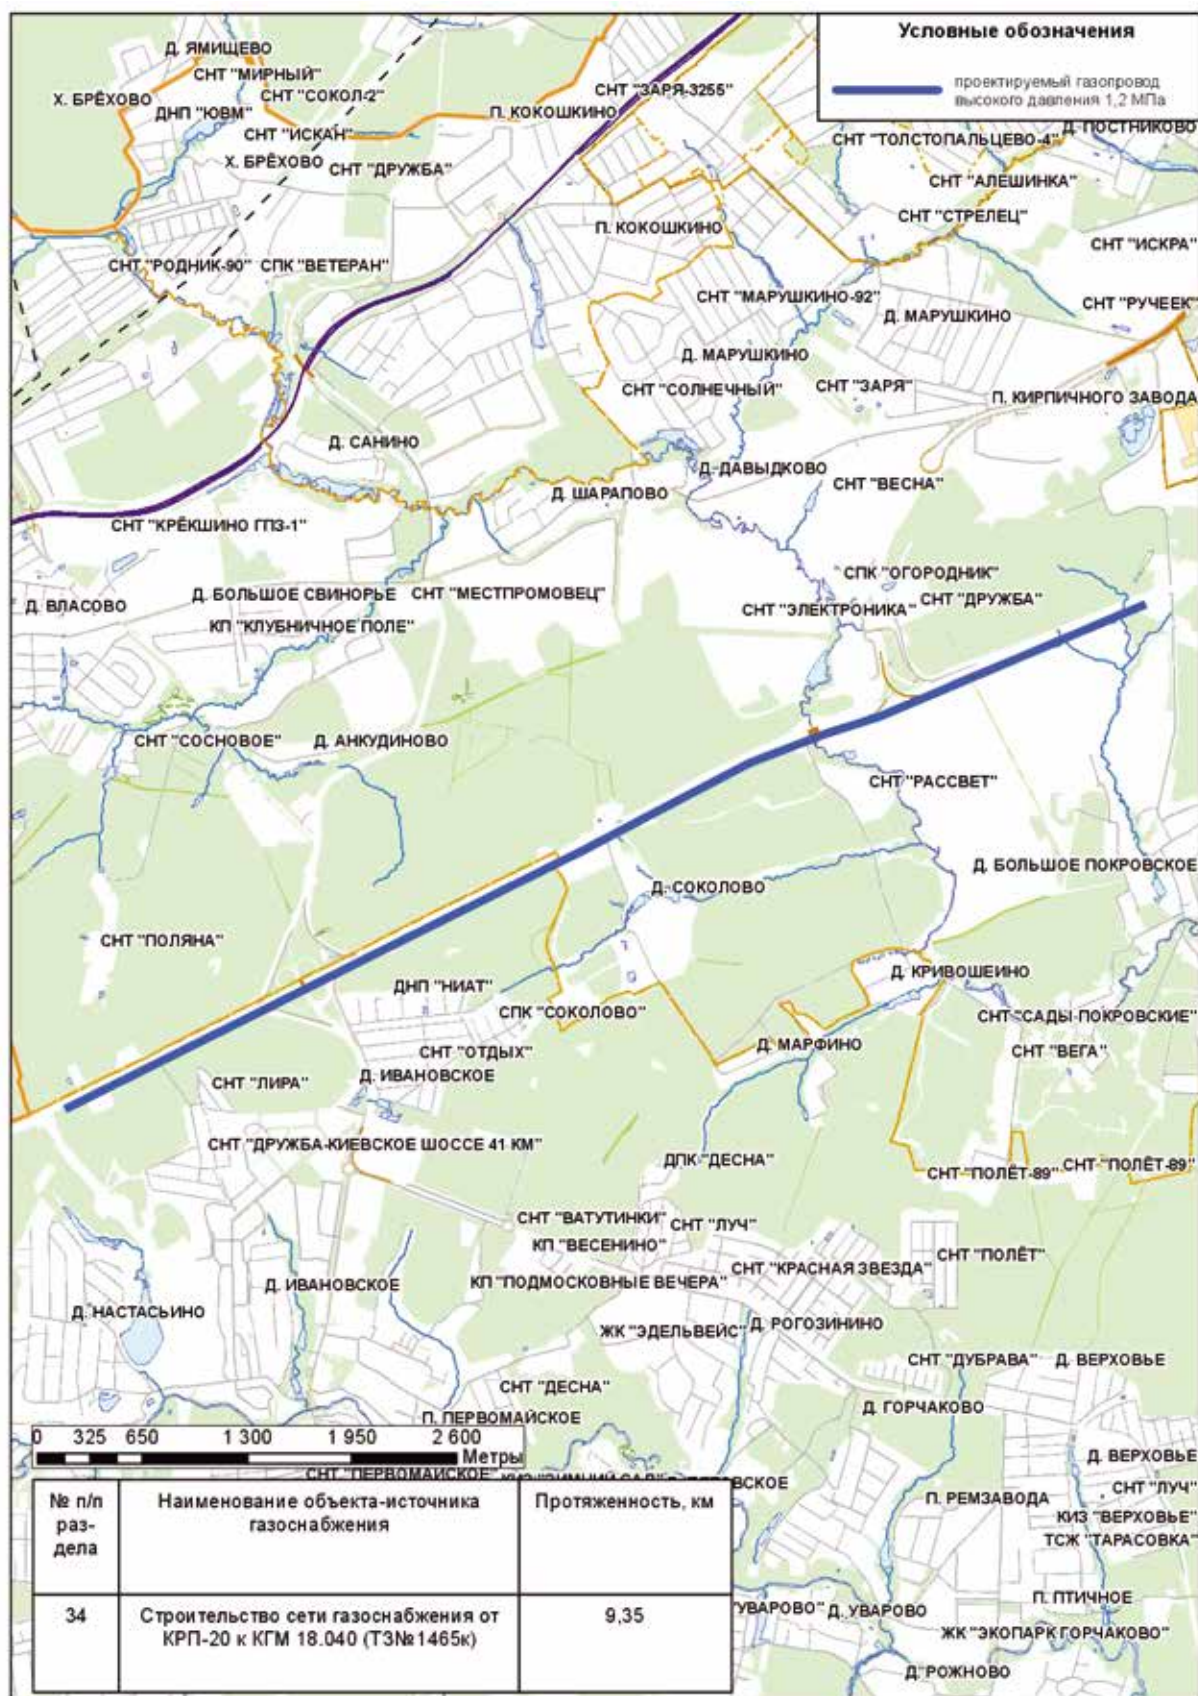 Условные обозначения
проектируемый газопровод
высокого давления 1,2 МПа
Д. ЯМИЩЕВО
СНТ "МИРНЫЙ"
Х. БРЁХОВО
СНТ "СОКОЛ-2"
СНТ "ЗАРЯ-3255"
ДНП "ЮВМ"
П. КОКОШКИНО
СНТ "ИСКАН"
Д. ПОСТНИКОВО
СНТ "ТОЛСТОПАЛЬЦЕВО-4"
Х. БРЁХОВО
СНТ "ДРУЖБА"
СНТ "АЛЕШИНКА"
СНТ "СТРЕЛЕЦ"
П. КОКОШКИНО
СНТ "ИСКРА"
СНТ "РОДНИК-90"
СПК "ВЕТЕРАН"
СНТ "МАРУШКИНО-92"
СНТ "РУЧЕЕК"
Д. МАРУШКИНО
Д. МАРУШКИНО
СНТ "СОЛНЕЧНЫЙ"
СНТ "ЗАРЯ"
П. КИРПИЧНОГО ЗАВОДА
Д. САНИНО
Д. ДАВЫДКОВО
СНТ "ВЕСНА"
Д. ШАРАПОВО
СНТ "КРЁКШИНО ГПЗ-1"
СПК "ОГОРОДНИК"
Д. ВЛАСОВО
Д. БОЛЬШОЕ СВИНОРЬЕ
СНТ "МЕСТПРОМОВЕЦ"
СНТ "ЭЛЕКТРОНИКА"
СНТ "ДРУЖБА"
КП "КЛУБНИЧНОЕ ПОЛЕ"
СНТ "СОСНОВОЕ"
Д. АНКУДИНОВО
СНТ "РАССВЕТ"
Д. БОЛЬШОЕ ПОКРОВСКОЕ
Д. СОКОЛОВО
СНТ "ПОЛЯНА"
Д. КРИВОШЕИНО
ДНП "НИАТ"
СПК "СОКОЛОВО"
СНТ "САДЫ ПОКРОВСКИЕ"
Д. МАРФИНО
СНТ "ОТДЫХ"
СНТ "ВЕГА"
Д. ИВАНОВСКОЕ
СНТ "ЛИРА"
СНТ "ДРУЖБА-КИЕВСКОЕ ШОССЕ 41 КМ"
ДПК "ДЕСНА"
СНТ "ПОЛЁТ-89"
СНТ "ПОЛЁТ-89"
СНТ "ВАТУТИНКИ"
СНТ "ЛУЧ"
КП "ВЕСЕНИНО"
СНТ "ПОЛЁТ"
СНТ "КРАСНАЯ ЗВЕЗДА"
КП "ПОДМОСКОВНЫЕ ВЕЧЕРА"
Д. ИВАНОВСКОЕ
Д. НАСТАСЬИНО
ЖК "ЭДЕЛЬВЕЙС"
Д. РОГОЗИНИНО
СНТ "ДУБРАВА"
Д. ВЕРХОВЬЕ
СНТ "ДЕСНА"
Д. ГОРЧАКОВО
П. ПЕРВОМАЙСКОЕ
0 325 650 1 300 1 950 2 600
Метры
Д. ВЕРХОВЬЕ
СНТ "ПЕРВОМАЙСКОЕ"
КИЗ "ЗИМНИЙ САД"
ВСКОЕ
СНТ "ЛУЧ"
П. РЕМЗАВОДА
КИЗ "ВЕРХОВЬЕ"
ТСЖ "ТАРАСОВКА"
П. ПТИЧНОЕ
УВАРОВО"
Д. УВАРОВО
ЖК "ЭКОПАРК ГОРЧАКОВО"
Д. РОЖНОВО
№ п/п
раз-
дела
Наименование объекта-источника
газоснабжения
Протяженность, км
34
Строительство сети газоснабжения от
КРП-20 к КГМ 18.040 (ТЗ№1465к)
9,35